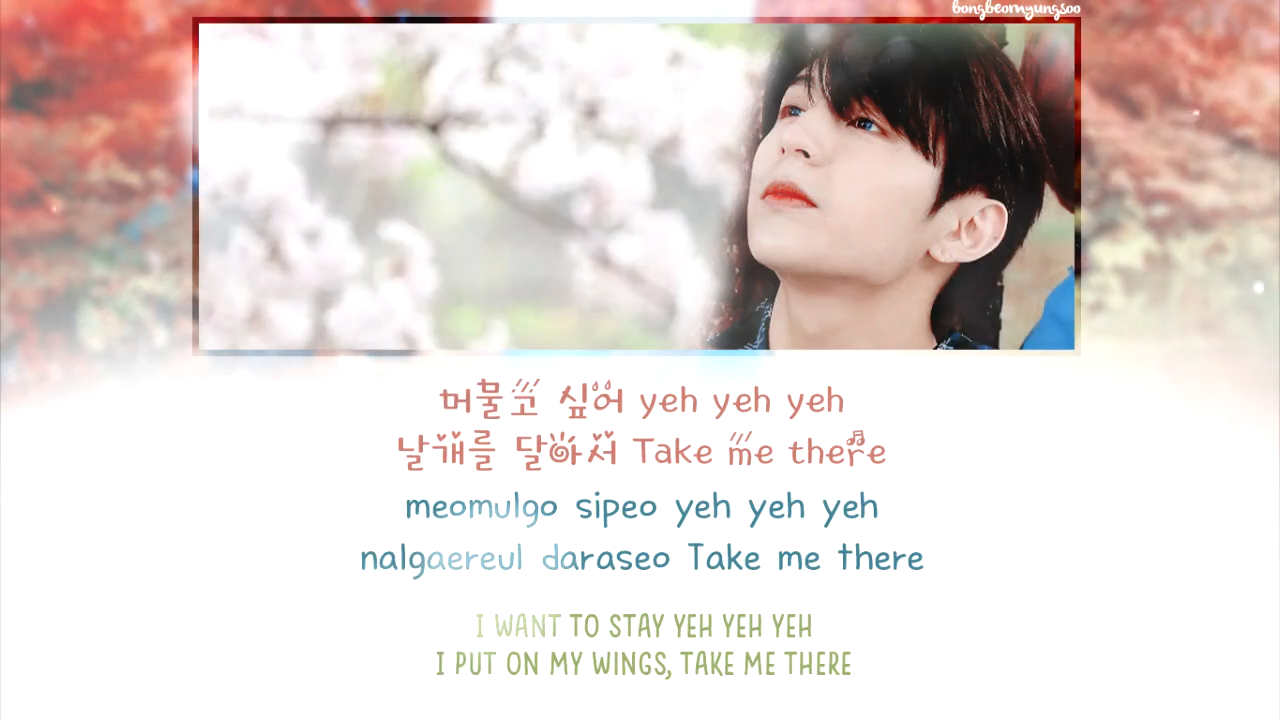 bongbeomyungsoo
머물고 싶어 yeh yeh yeh
날개를 달아서 Take me there
meomulgo sipeo yeh yeh yeh
nalgaereul daraseo Take me there
I WANT TO STAY YEH YEH YEH
I PUT ON MY WINGS, TAKE ME THERE